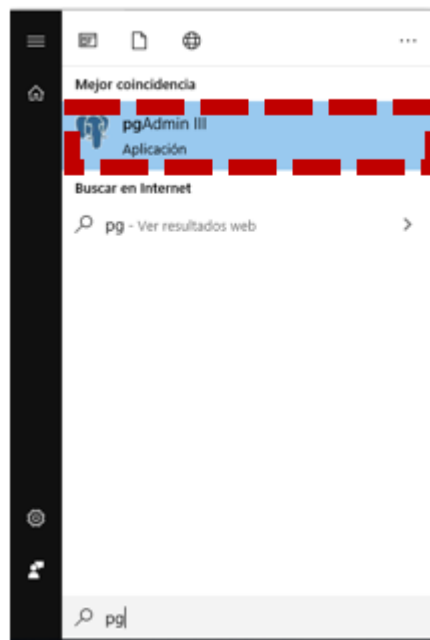 Mejor coincidencia
pgAdmin III
Aplicación
Buscar en Internet
pg - Ver resultados web
pg